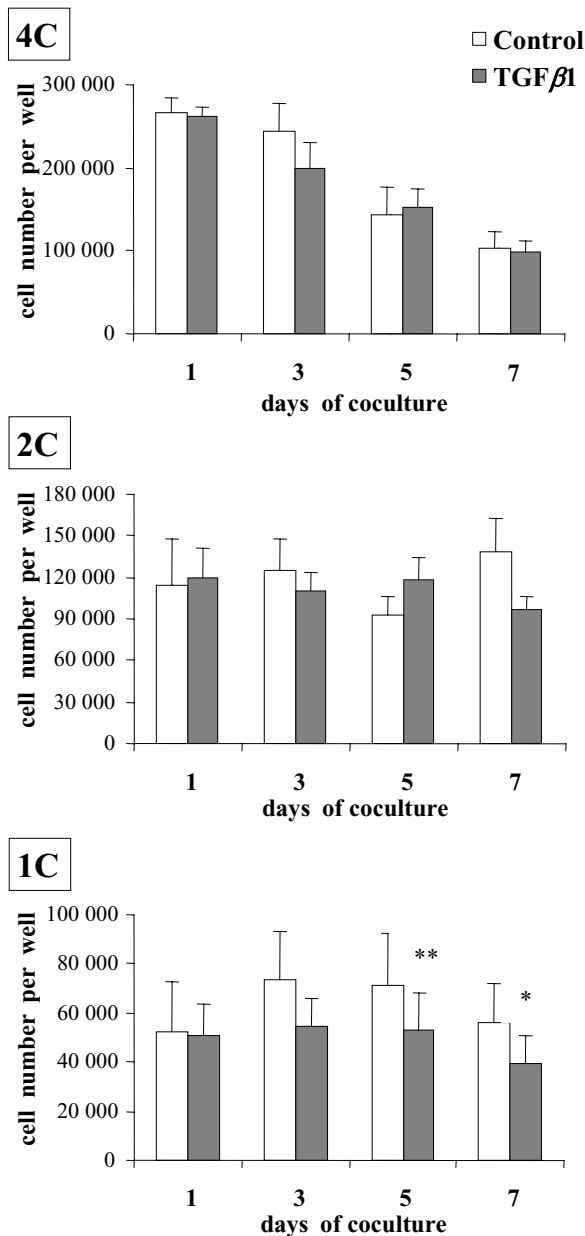 4C
Control
TGFβ1
cell number per well
300 000
200 000
100 000
0
1 3 5 7
days of coculture
2C
cell number per well
180 000
150 000
120 000
90 000
60 000
30 000
0
1 3 5 7
days of coculture
1C
cell number per well
100 000
80 000
60 000
40 000
20 000
0
**
*
1 3 5 7
days of coculture